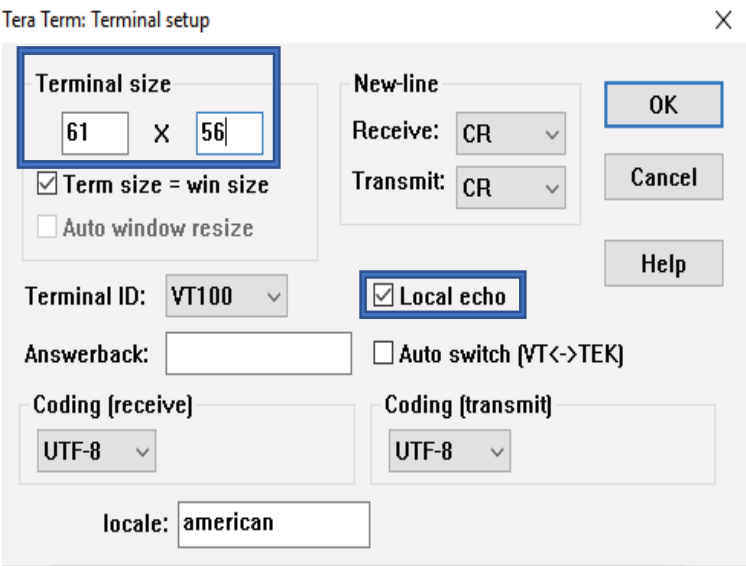 Tera Term: Terminal setup
Terminal size
61 X 56
Term size = win size
Auto window resize
New-line
Receive: CR
Transmit: CR
OK
Cancel
Help
Terminal ID: VT100
Local echo
Answerback:
Auto switch (VT<->TEK)
Coding (receive)
UTF-8
Coding (transmit)
UTF-8
locale: american